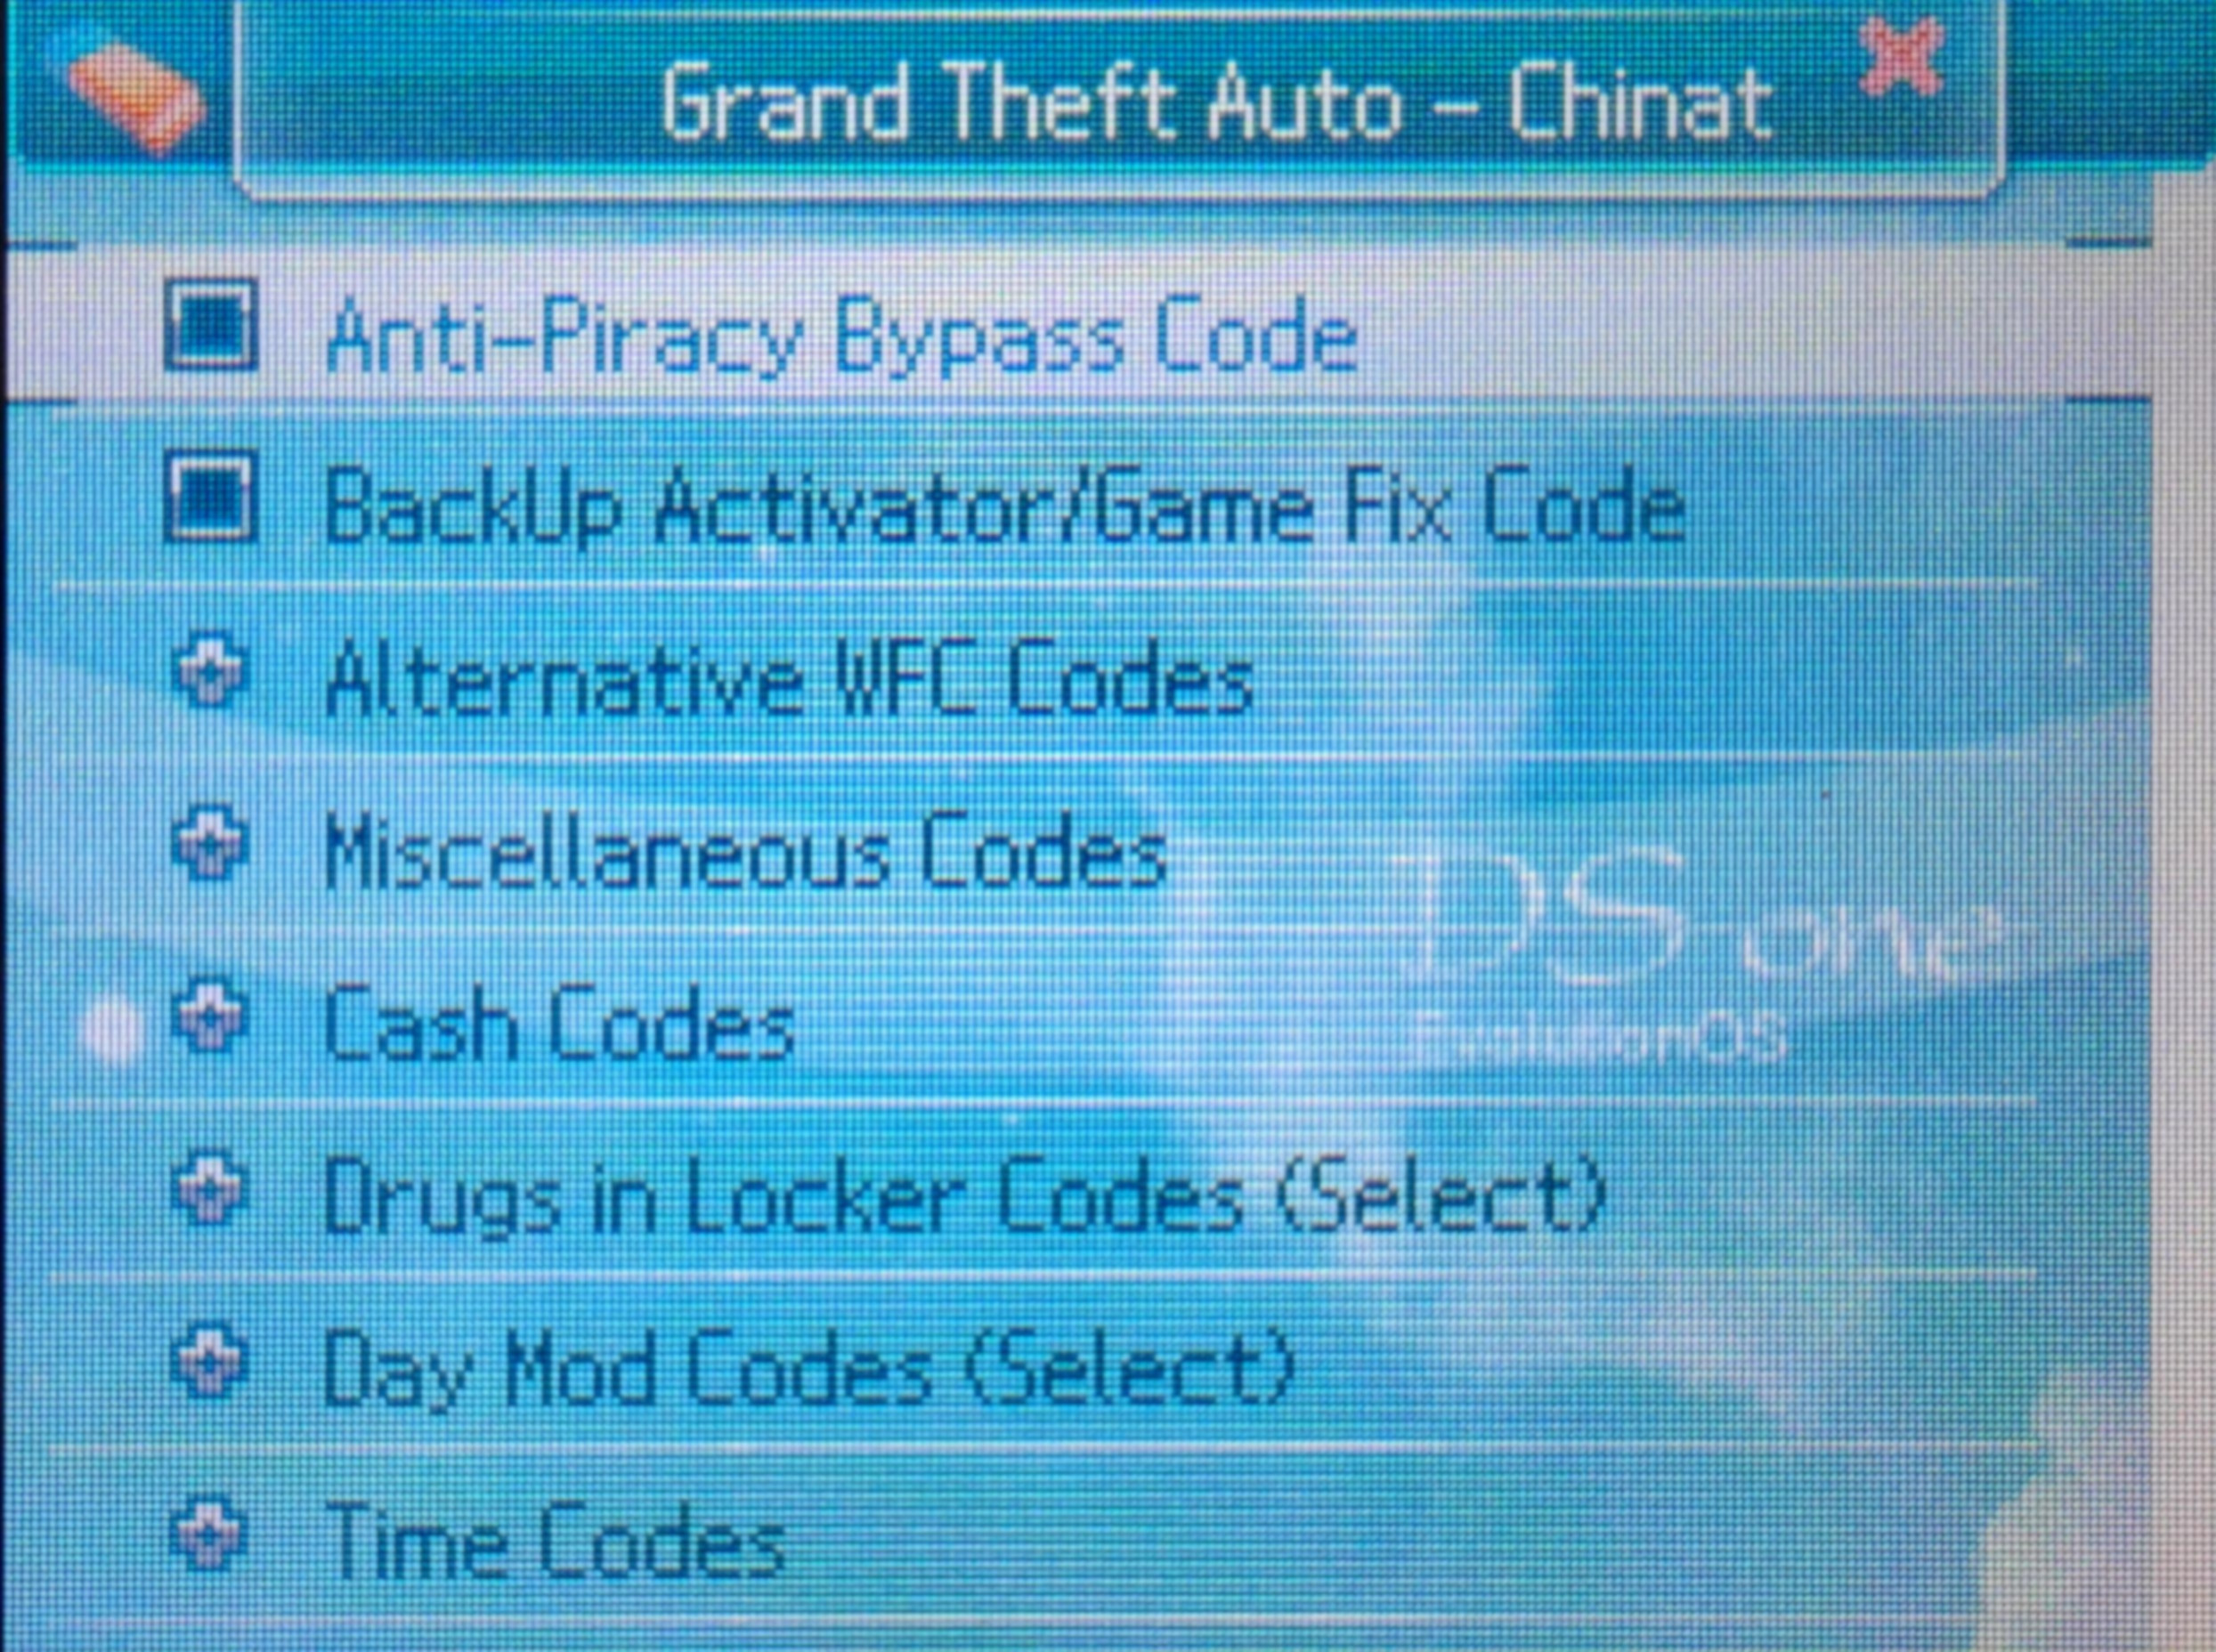 Grand Theft Auto - Chinat
Anti-Piracy Bypass Code
BackUp Activator/Game Fix Code
Alternative WFC Codes
Miscellaneous Codes
DS one
EvolutionOS
Cash Codes
Drugs in Locker Codes (Select)
Day Mod Codes (Select)
Time Codes